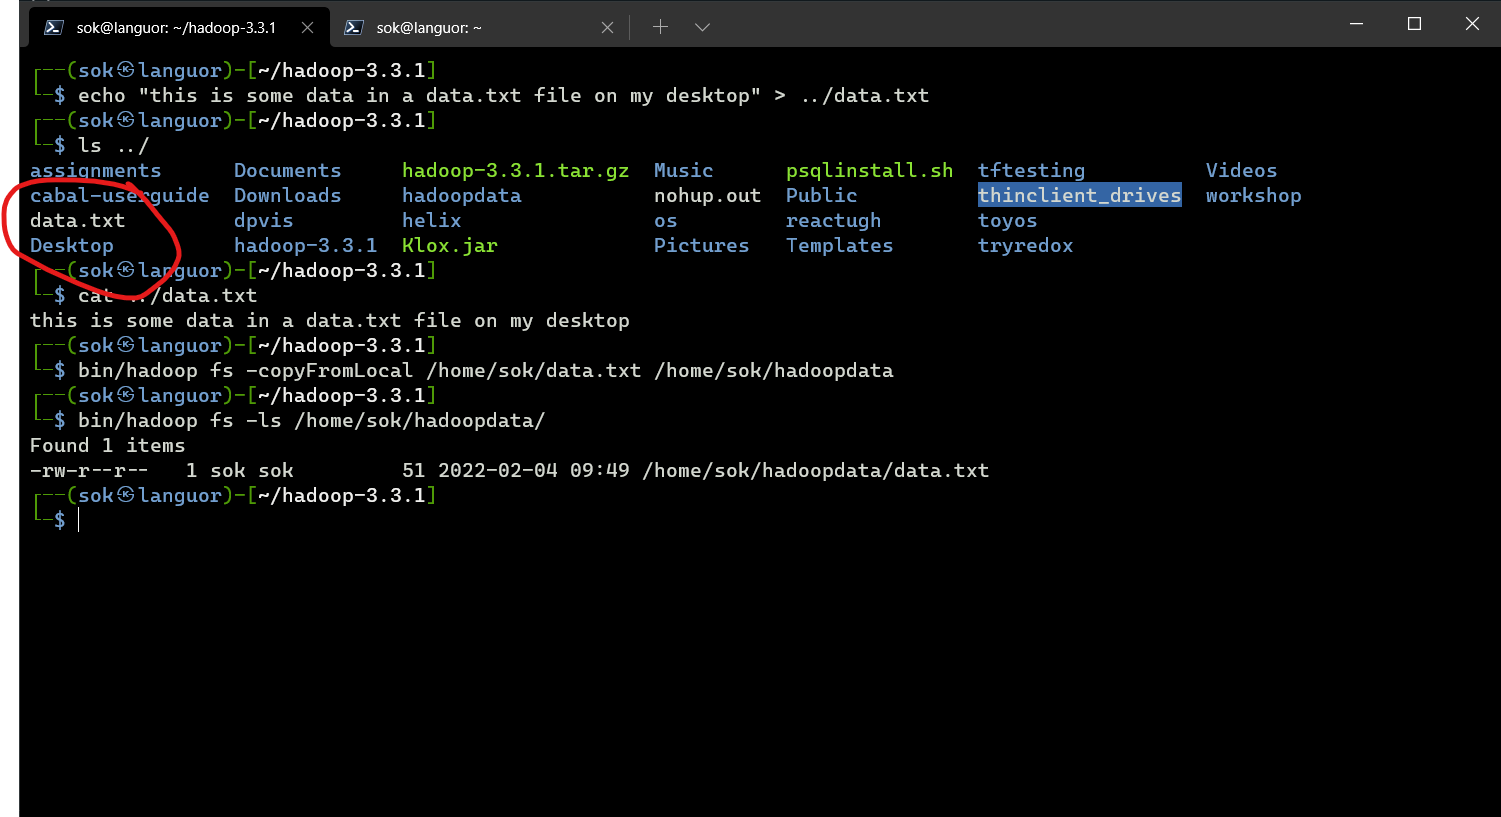 sok@languor: ~/hadoop-3.3.1 sok@languor: ~
┌──(sok㉿languor)-[~/hadoop-3.3.1]
└─$ echo "this is some data in a data.txt file on my desktop" > ../data.txt
┌──(sok㉿languor)-[~/hadoop-3.3.1]
└─$ ls ../
assignments Documents hadoop-3.3.1.tar.gz Music psqlinstall.sh tftesting Videos
cabal-userguide Downloads hadoopdata nohup.out Public thinclient_drives workshop
data.txt dpvis helix os reactugh toyos
Desktop hadoop-3.3.1 Klox.jar Pictures Templates tryredox
┌──(sok㉿languor)-[~/hadoop-3.3.1]
└─$ cat ../data.txt
this is some data in a data.txt file on my desktop
┌──(sok㉿languor)-[~/hadoop-3.3.1]
└─$ bin/hadoop fs -copyFromLocal /home/sok/data.txt /home/sok/hadoopdata
┌──(sok㉿languor)-[~/hadoop-3.3.1]
└─$ bin/hadoop fs -ls /home/sok/hadoopdata/
Found 1 items
-rw-r--r-- 1 sok sok 51 2022-02-04 09:49 /home/sok/hadoopdata/data.txt
┌──(sok㉿languor)-[~/hadoop-3.3.1]
└─$